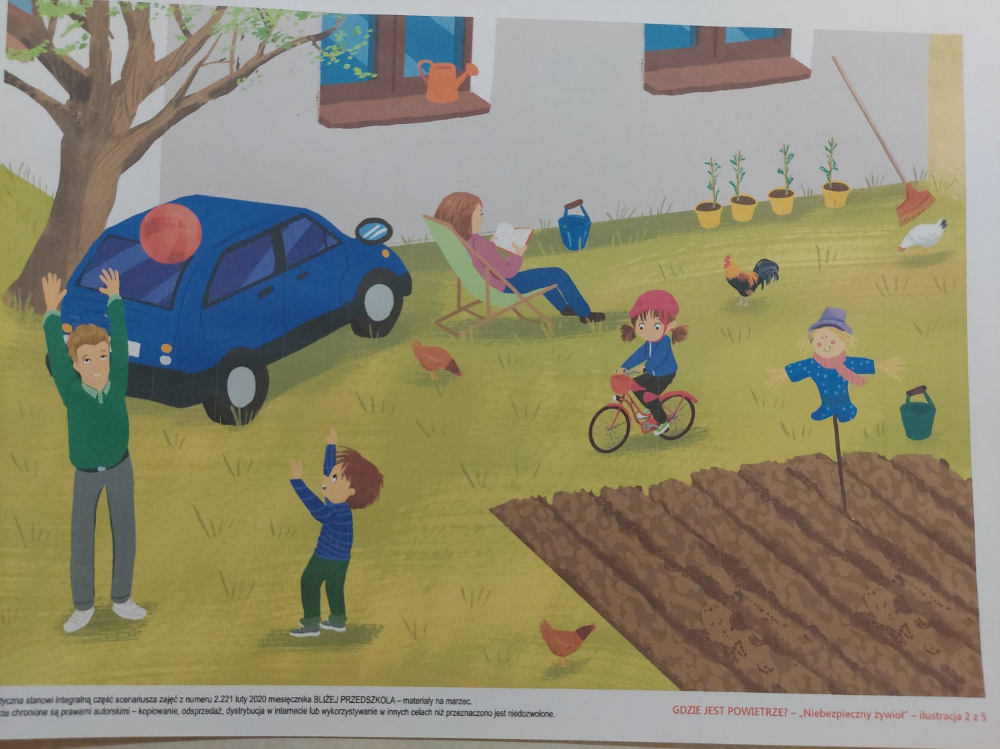 stanowi integralną część scenariusza zajęć z numeru 2.221 luty 2020 miesięcznika BLIŻEJ PRZEDSZKOLA – materiały na marzec.
chronione są prawami autorskimi – kopiowanie, odsprzedaż, dystrybucja w internecie lub wykorzystywanie w innych celach niż przeznaczono jest niedozwolone.
GDZIE JEST POWIETRZE? – „Niebezpieczny żywioł” – ilustracja 2 z 5